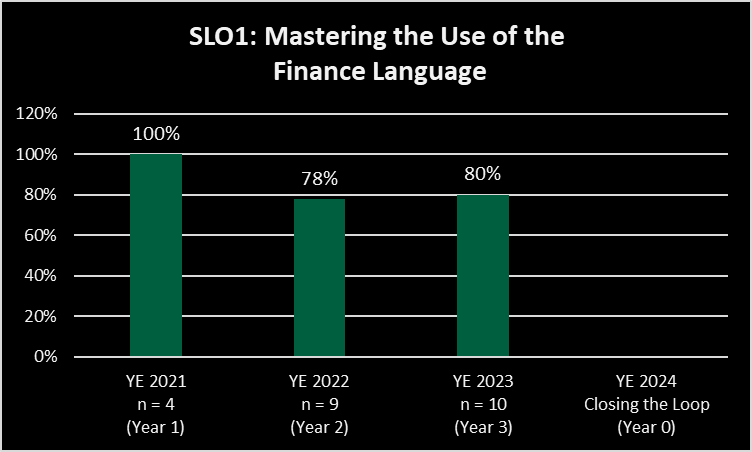 SLO1: Mastering the Use of the
Finance Language
120%
100%
80%
60%
40%
20%
0%
100%
78%
80%
YE 2021
n = 4
(Year 1)
YE 2022
n = 9
(Year 2)
YE 2023
n = 10
(Year 3)
YE 2024
Closing the Loop
(Year 0)